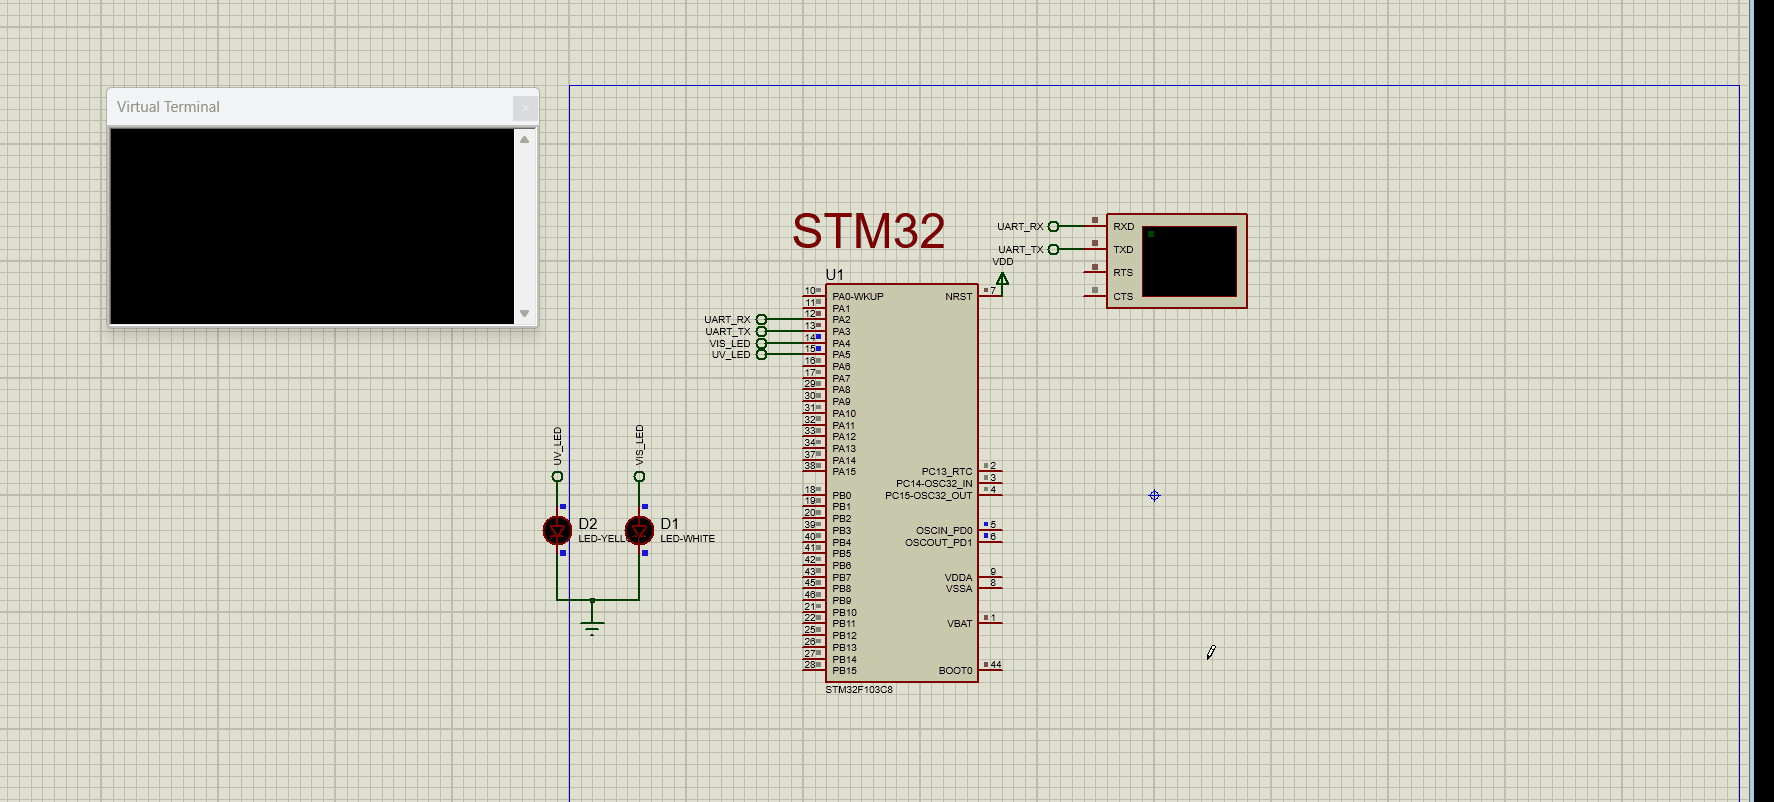 Virtual Terminal
STM32
U1
10 PA0-WKUP
11 PA1
UART_RX 12 PA2
UART_TX 13 PA3
VIS_LED 14 PA4
UV_LED 15 PA5
16 PA6
17 PA7
29 PA8
30 PA9
31 PA10
32 PA11
33 PA12
34 PA13
37 PA14
38 PA15
18 PB0
19 PB1
20 PB2
39 PB3
40 PB4
41 PB5
42 PB6
43 PB7
45 PB8
46 PB9
21 PB10
22 PB11
25 PB12
26 PB13
27 PB14
28 PB15
NRST 7
VDD
PC13_RTC 2
PC14-OSC32_IN 3
PC15-OSC32_OUT 4
OSCIN_PD0 5
OSCOUT_PD1 6
VDDA 9
VSSA 8
VBAT 1
BOOT0 44
STM32F103C8
UART_RX RXD
UART_TX TXD
RTS
CTS
UV_LED
VIS_LED
D2
LED-YELL
D1
LED-WHITE